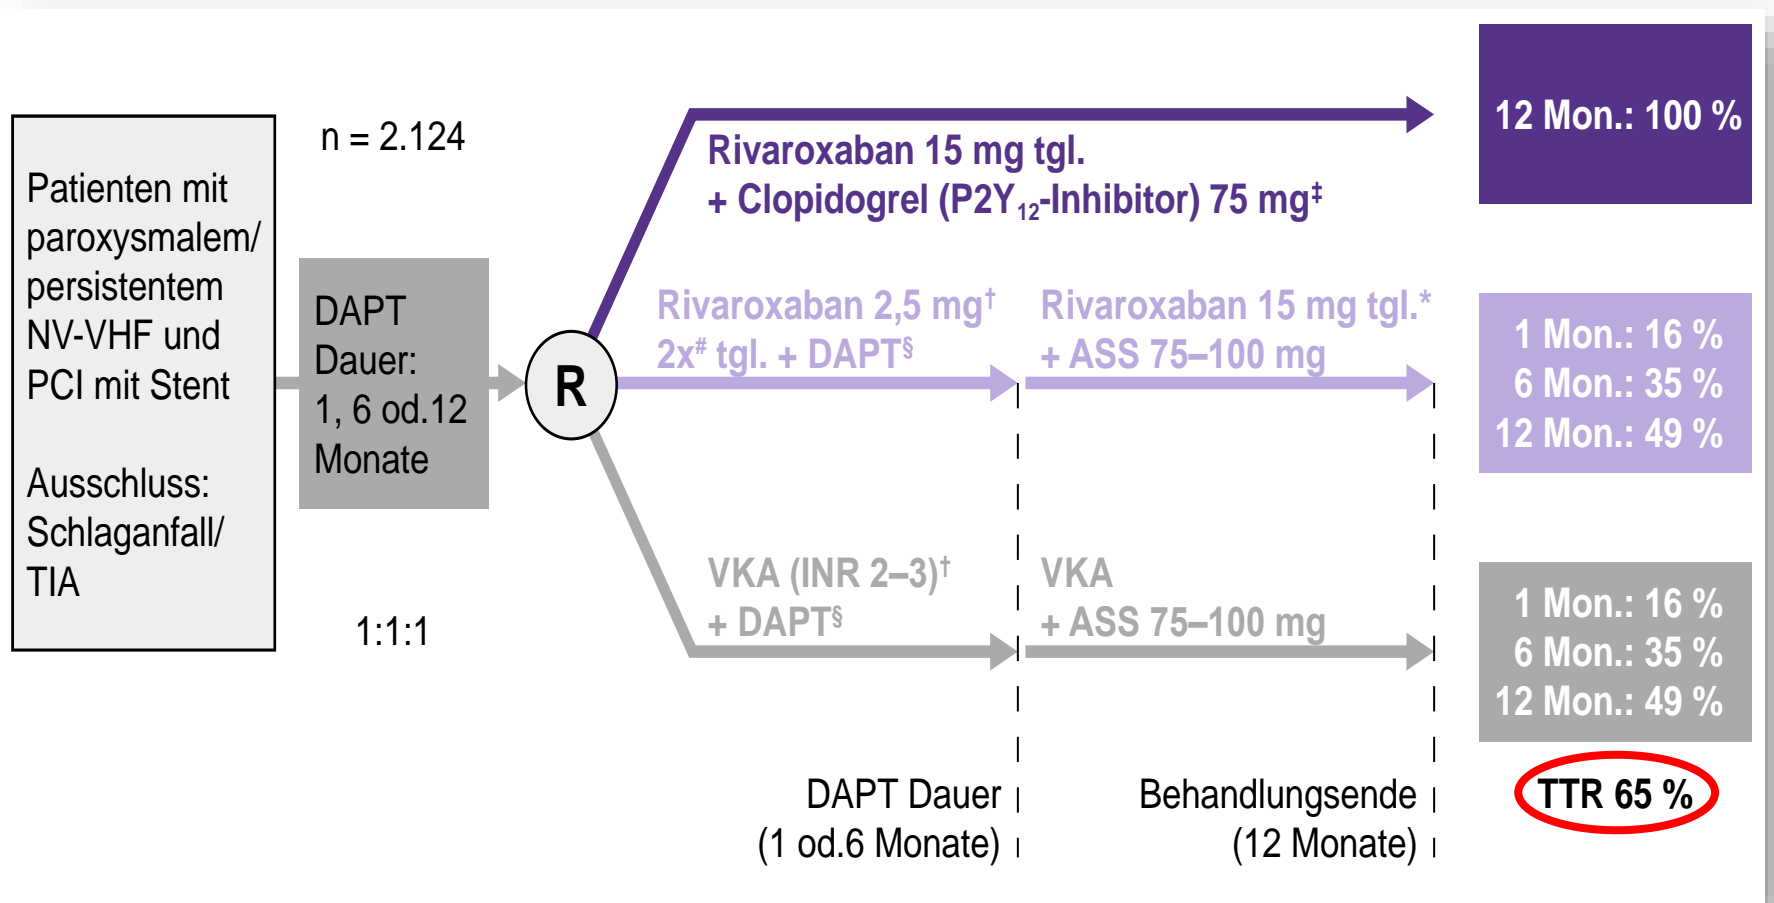 Patienten mit
paroxysmalem/
persistentem
NV-VHF und
PCI mit Stent
Ausschluss:
Schlaganfall/
TIA
n = 2.124
DAPT
Dauer:
1, 6 od.12
Monate
1:1:1
R
Rivaroxaban 15 mg tgl.
+ Clopidogrel (P2Y₁₂-Inhibitor) 75 mg‡
12 Mon.: 100 %
Rivaroxaban 2,5 mg†
2x# tgl. + DAPT§
Rivaroxaban 15 mg tgl.*
+ ASS 75–100 mg
1 Mon.: 16 %
6 Mon.: 35 %
12 Mon.: 49 %
VKA (INR 2–3)†
+ DAPT§
VKA
+ ASS 75–100 mg
1 Mon.: 16 %
6 Mon.: 35 %
12 Mon.: 49 %
DAPT Dauer
(1 od.6 Monate)
Behandlungsende
(12 Monate)
TTR 65 %